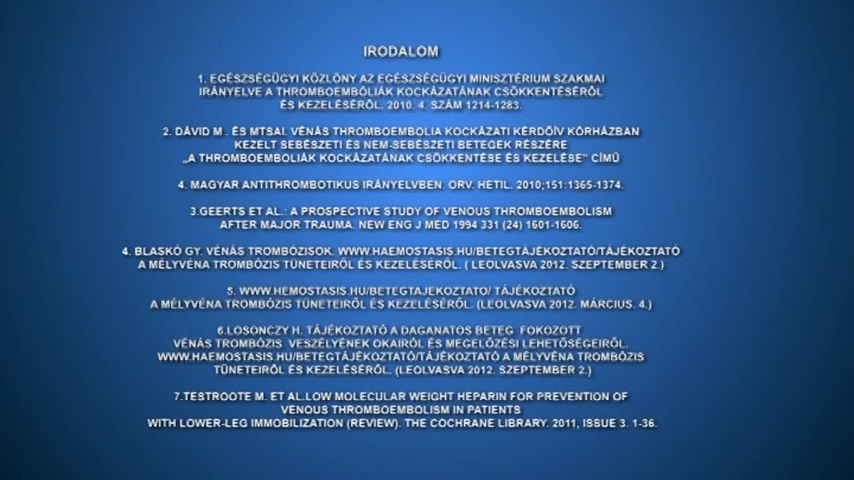 IRODALOM
1. EGÉSZSÉGÜGYI KÖZLÖNY AZ EGÉSZSÉGÜGYI MINISZTÉRIUM SZAKMAI
IRÁNYELVE A THROMBOEMBÓLIÁK KOCKÁZATÁNAK CSÖKKENTÉSÉRŐL
ÉS KEZELÉSÉRŐL. 2010. 4. SZÁM 1214-1283.
2. DÁVID M . ÉS MTSAI. VÉNÁS THROMBOEMBOLIA KOCKÁZATI KÉRDŐÍV KÓRHÁZBAN
KEZELT SEBÉSZETI ÉS NEM-SEBÉSZETI BETEGEK RÉSZÉRE
„A THROMBOEMBOLIÁK KOCKÁZATÁNAK CSÖKKENTÉSE ÉS KEZELÉSE" CÍMŰ
4. MAGYAR ANTITHROMBOTIKUS IRÁNYELVBEN. ORV. HETIL. 2010;151:1365-1374.
3.GEERTS ET AL.: A PROSPECTIVE STUDY OF VENOUS THROMBOEMBOLISM
AFTER MAJOR TRAUMA. NEW ENG J MED 1994 331 (24) 1601-1606.
4. BLASKÓ GY. VÉNÁS TROMBÓZISOK. WWW.HAEMOSTASIS.HU/BETEGTÁJÉKOZTATÓ/TÁJÉKOZTATÓ
A MÉLYVÉNA TROMBÓZIS TÜNETEIRŐL ÉS KEZELÉSÉRŐL. ( LEOLVASVA 2012. SZEPTEMBER 2.)
5. WWW.HEMOSTASIS.HU/BETEGTAJEKOZTATO/ TÁJÉKOZTATÓ
A MÉLYVÉNA TROMBÓZIS TÜNETEIRŐL ÉS KEZELÉSÉRŐL. (LEOLVASVA 2012. MÁRCIUS. 4.)
6.LOSONCZY H. TÁJÉKOZTATÓ A DAGANATOS BETEG FOKOZOTT
VÉNÁS TROMBÓZIS VESZÉLYÉNEK OKAIRÓL ÉS MEGELŐZÉSI LEHETŐSÉGEIRŐL.
WWW.HAEMOSTASIS.HU/BETEGTÁJÉKOZTATÓ/TÁJÉKOZTATÓ A MÉLYVÉNA TROMBÓZIS
TÜNETEIRŐL ÉS KEZELÉSÉRŐL. (LEOLVASVA 2012. SZEPTEMBER 2.)
7.TESTROOTE M. ET AL.LOW MOLECULAR WEIGHT HEPARIN FOR PREVENTION OF
VENOUS THROMBOEMBOLISM IN PATIENTS
WITH LOWER-LEG IMMOBILIZATION (REVIEW). THE COCHRANE LIBRARY. 2011, ISSUE 3. 1-36.